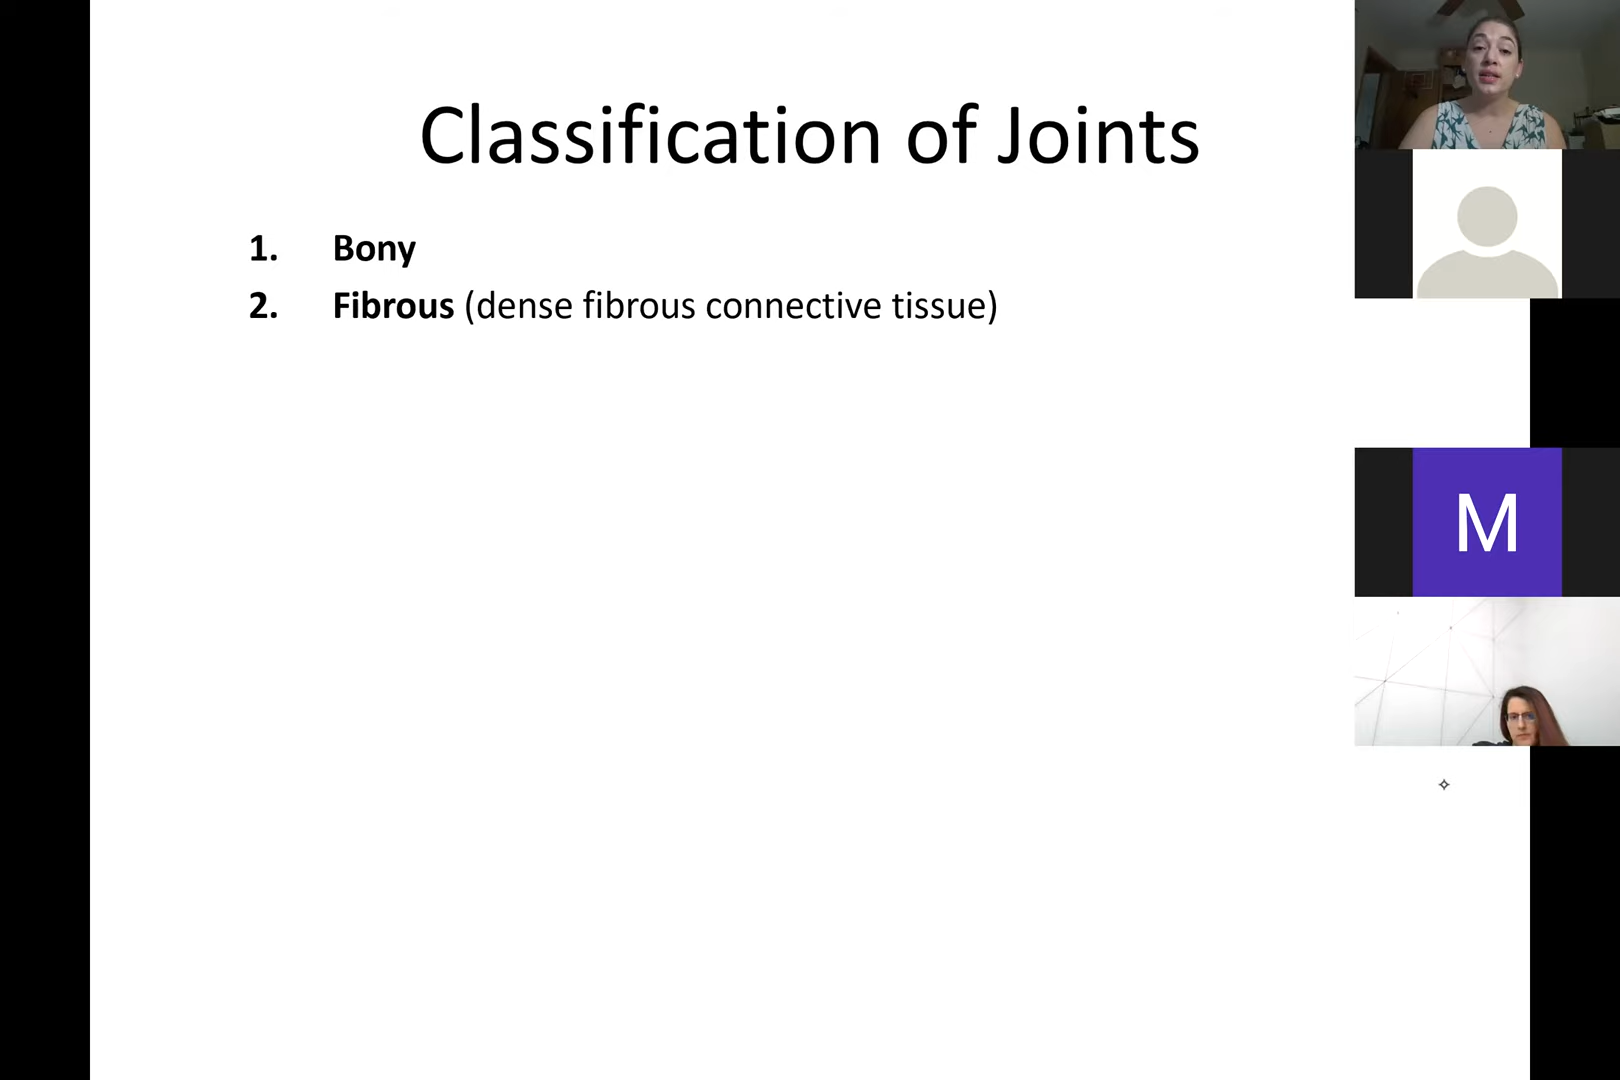 Classification of Joints
1. Bony
2. Fibrous (dense fibrous connective tissue)
M